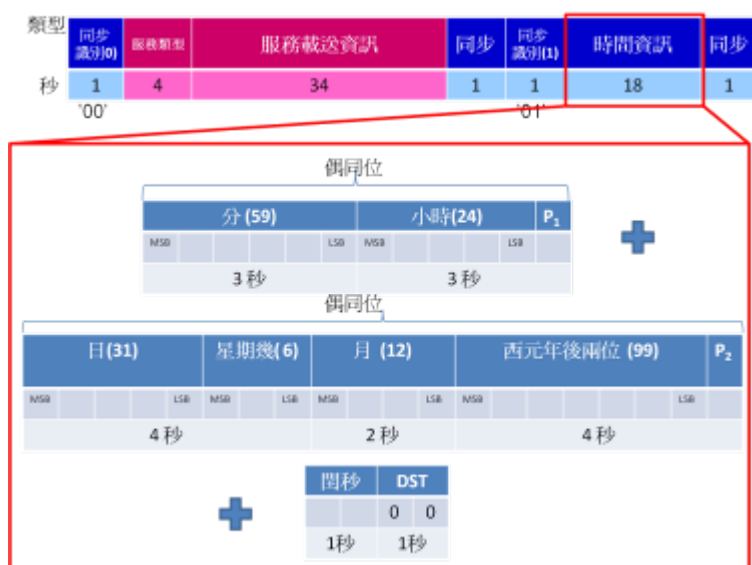 類型 同步識別0) 服務類型 服務載送資訊 同步 同步識別(1) 時間資訊 同步
秒 1 4 34 1 1 18 1
'00' '01'
偶同位
分(59) 小時(24) P1
MSB LSB MSB LSB
3 秒 3 秒
偶同位
日(31) 星期幾(6) 月 (12) 西元年後兩位 (99) P2
MSB LSB MSB LSB MSB LSB MSB LSB
4 秒 2 秒 4 秒
閏秒 DST
0 0
1秒 1秒